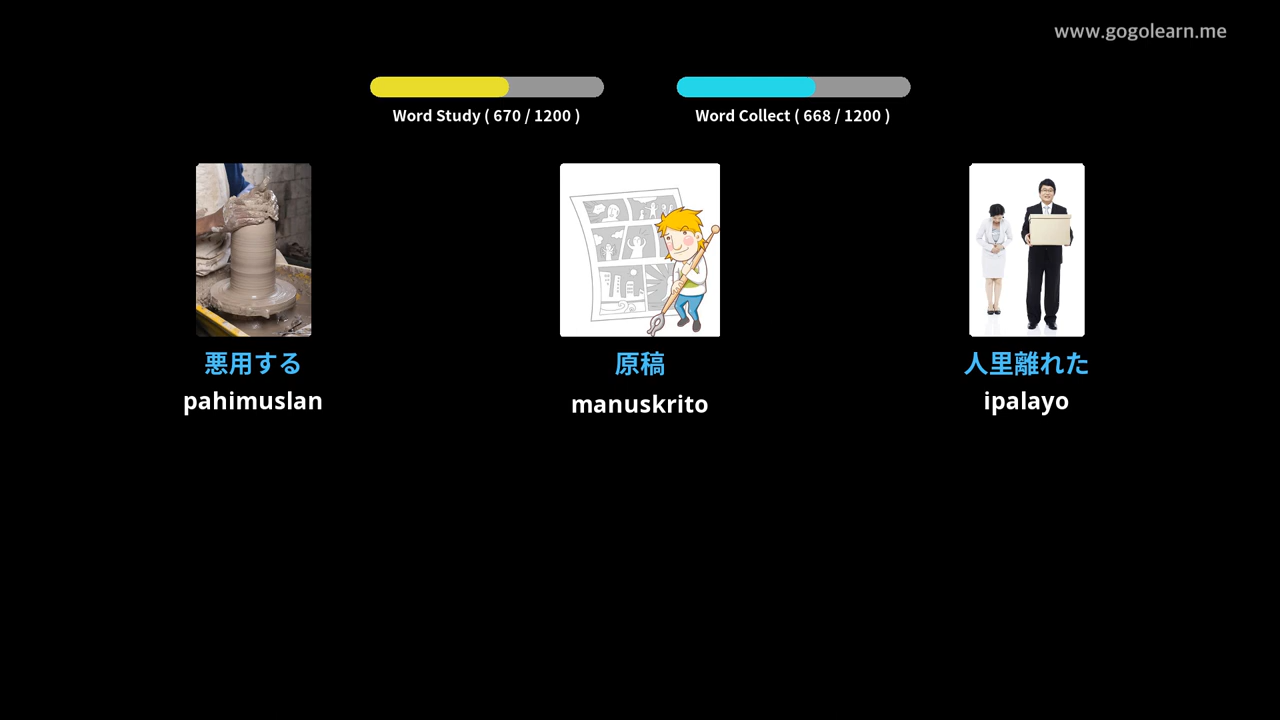 www.gogolearn.me
Word Study ( 670 / 1200 )
Word Collect ( 668 / 1200 )
悪用する
原稿
人里離れた
pahimuslan
manuskrito
ipalayo